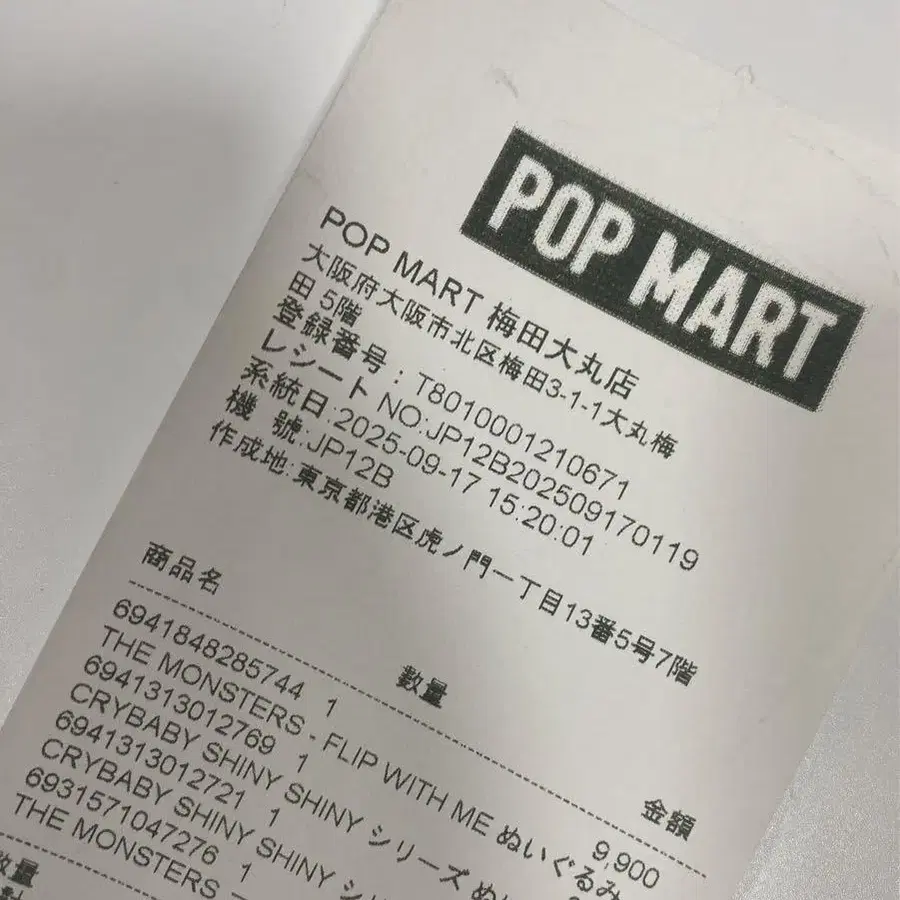 POP MART
POP MART 梅田大丸店
大阪府大阪市北区梅田3-1-1大丸梅
田 5階
登録番号：T8010001210671
レシート NO.:JP12B202509170119
系統日:2025-09-17 15:20:01
機 號:JP12B
作成地:東京都港区虎ノ門一丁目13番5号7階
商品名 数量 金額
6941848285744 1 9,900
THE MONSTERS - FLIP WITH ME ぬいぐるみ
6941313012769 1
CRYBABY SHINY SHINY シリーズ ぬ
6941313012721 1
CRYBABY SHINY SHINY
6931571047276 1
THE MONSTERS
数量